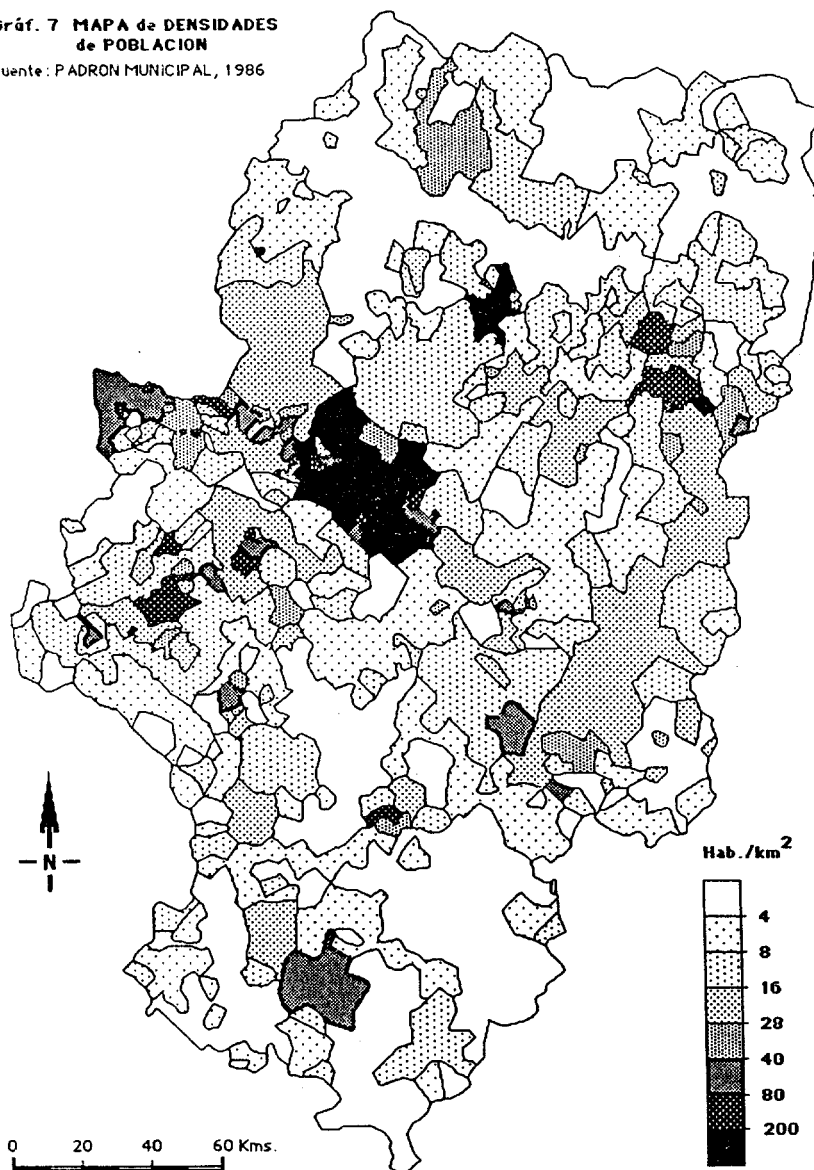 Gráf. 7 MAPA de DENSIDADES
de POBLACION
uente: PADRON MUNICIPAL, 1986
N
Hab./km²
4
8
16
28
40
80
200
0 20 40 60 Kms.